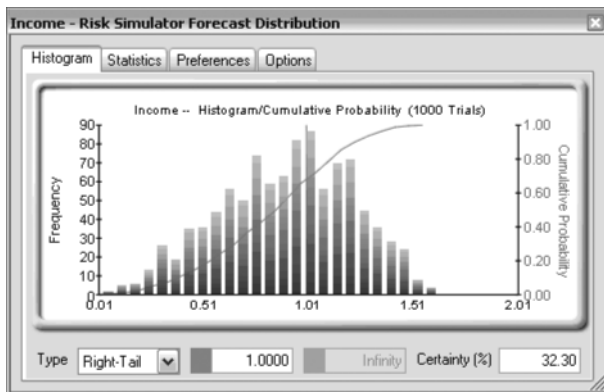 Income - Risk Simulator Forecast Distribution
Histogram Statistics Preferences Options
Income -- Histogram/Cumulative Probability (1000 Trials)
Frequency
90
80
70
60
50
40
30
20
10
0
0.01 0.51 1.01 1.51 2.01
1.00
0.80
0.60
0.40
0.20
0.00
Cumulative Probability
Type Right-Tail 1.0000 Infinity Certainty (%) 32.30